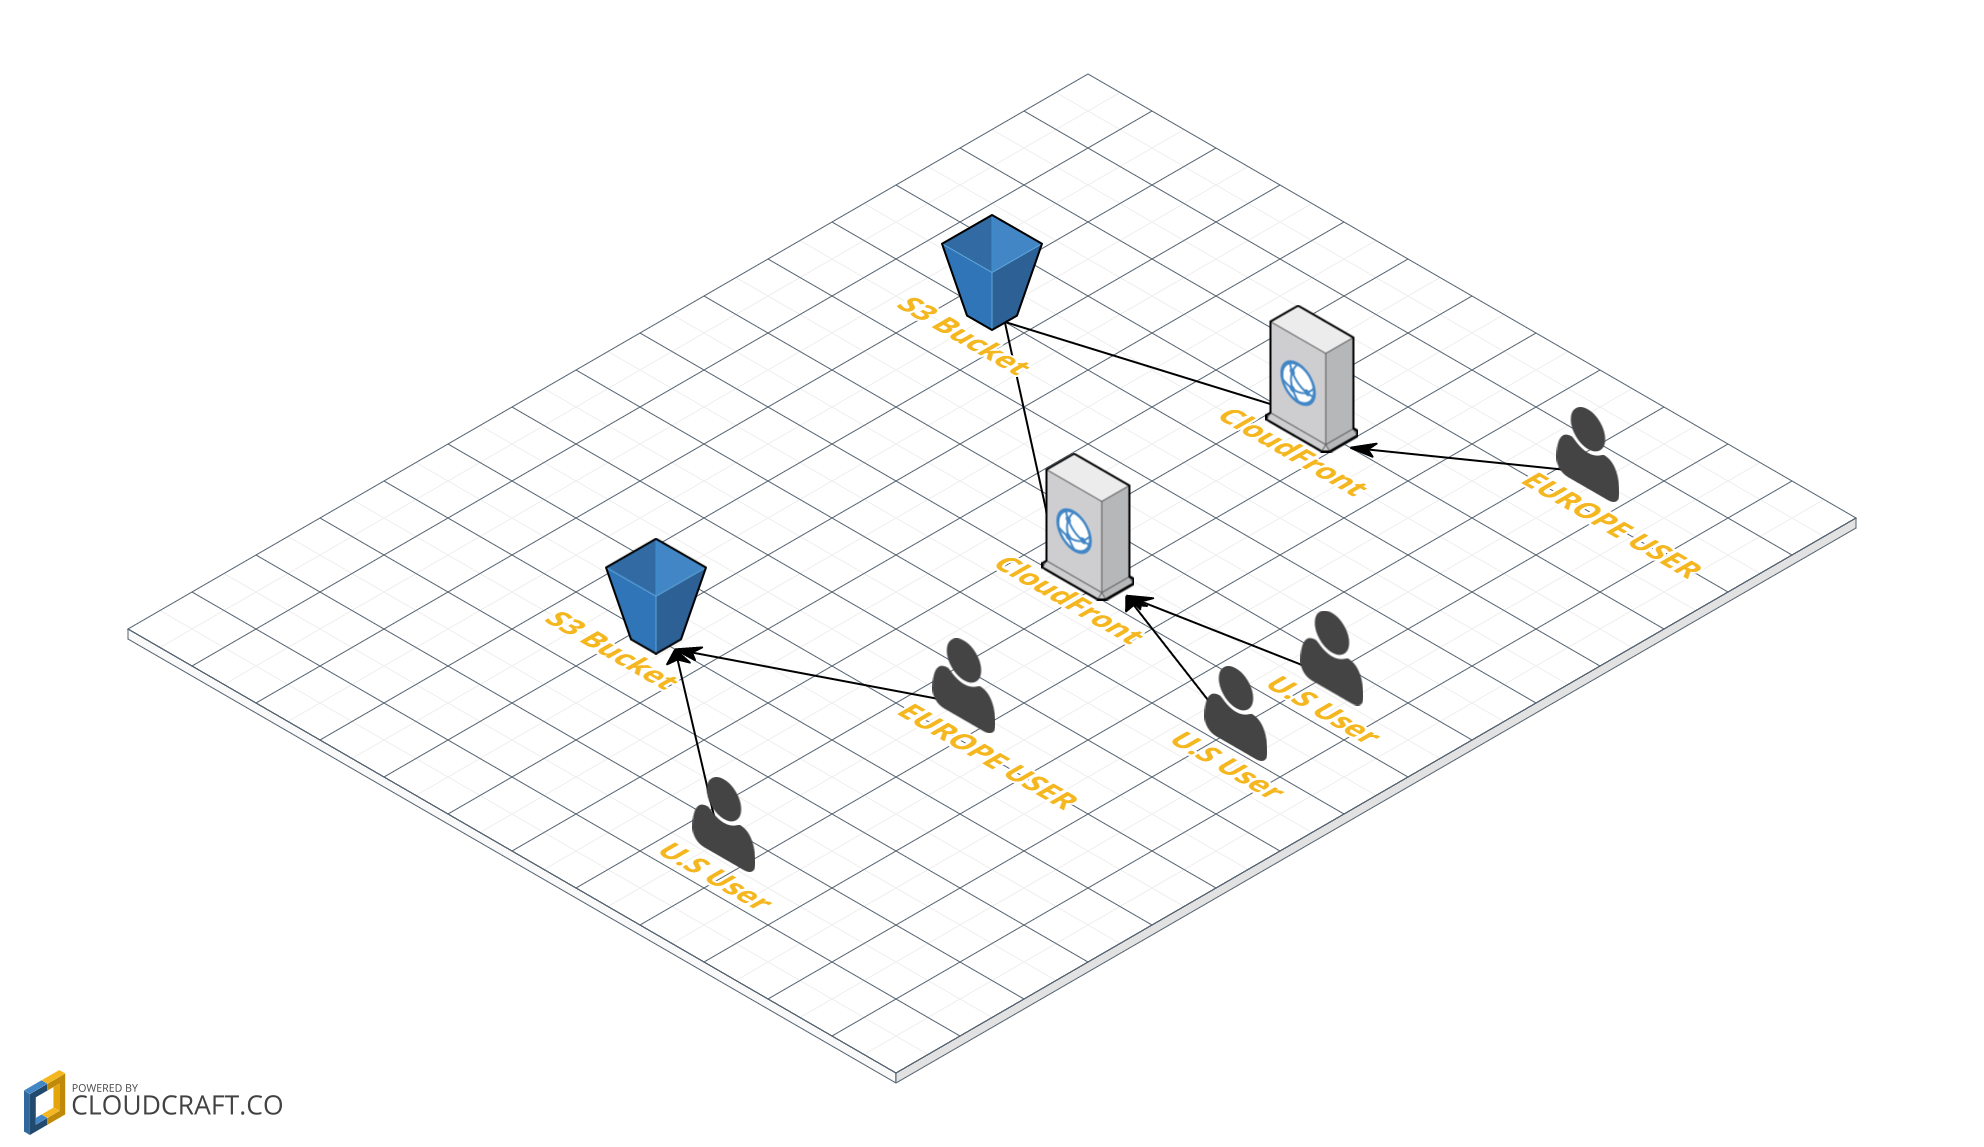 S3 Bucket
CloudFront
EUROPE USER
CloudFront
S3 Bucket
U.S User
EUROPE USER
U.S User
U.S User
POWERED BY
CLOUDCRAFT.CO